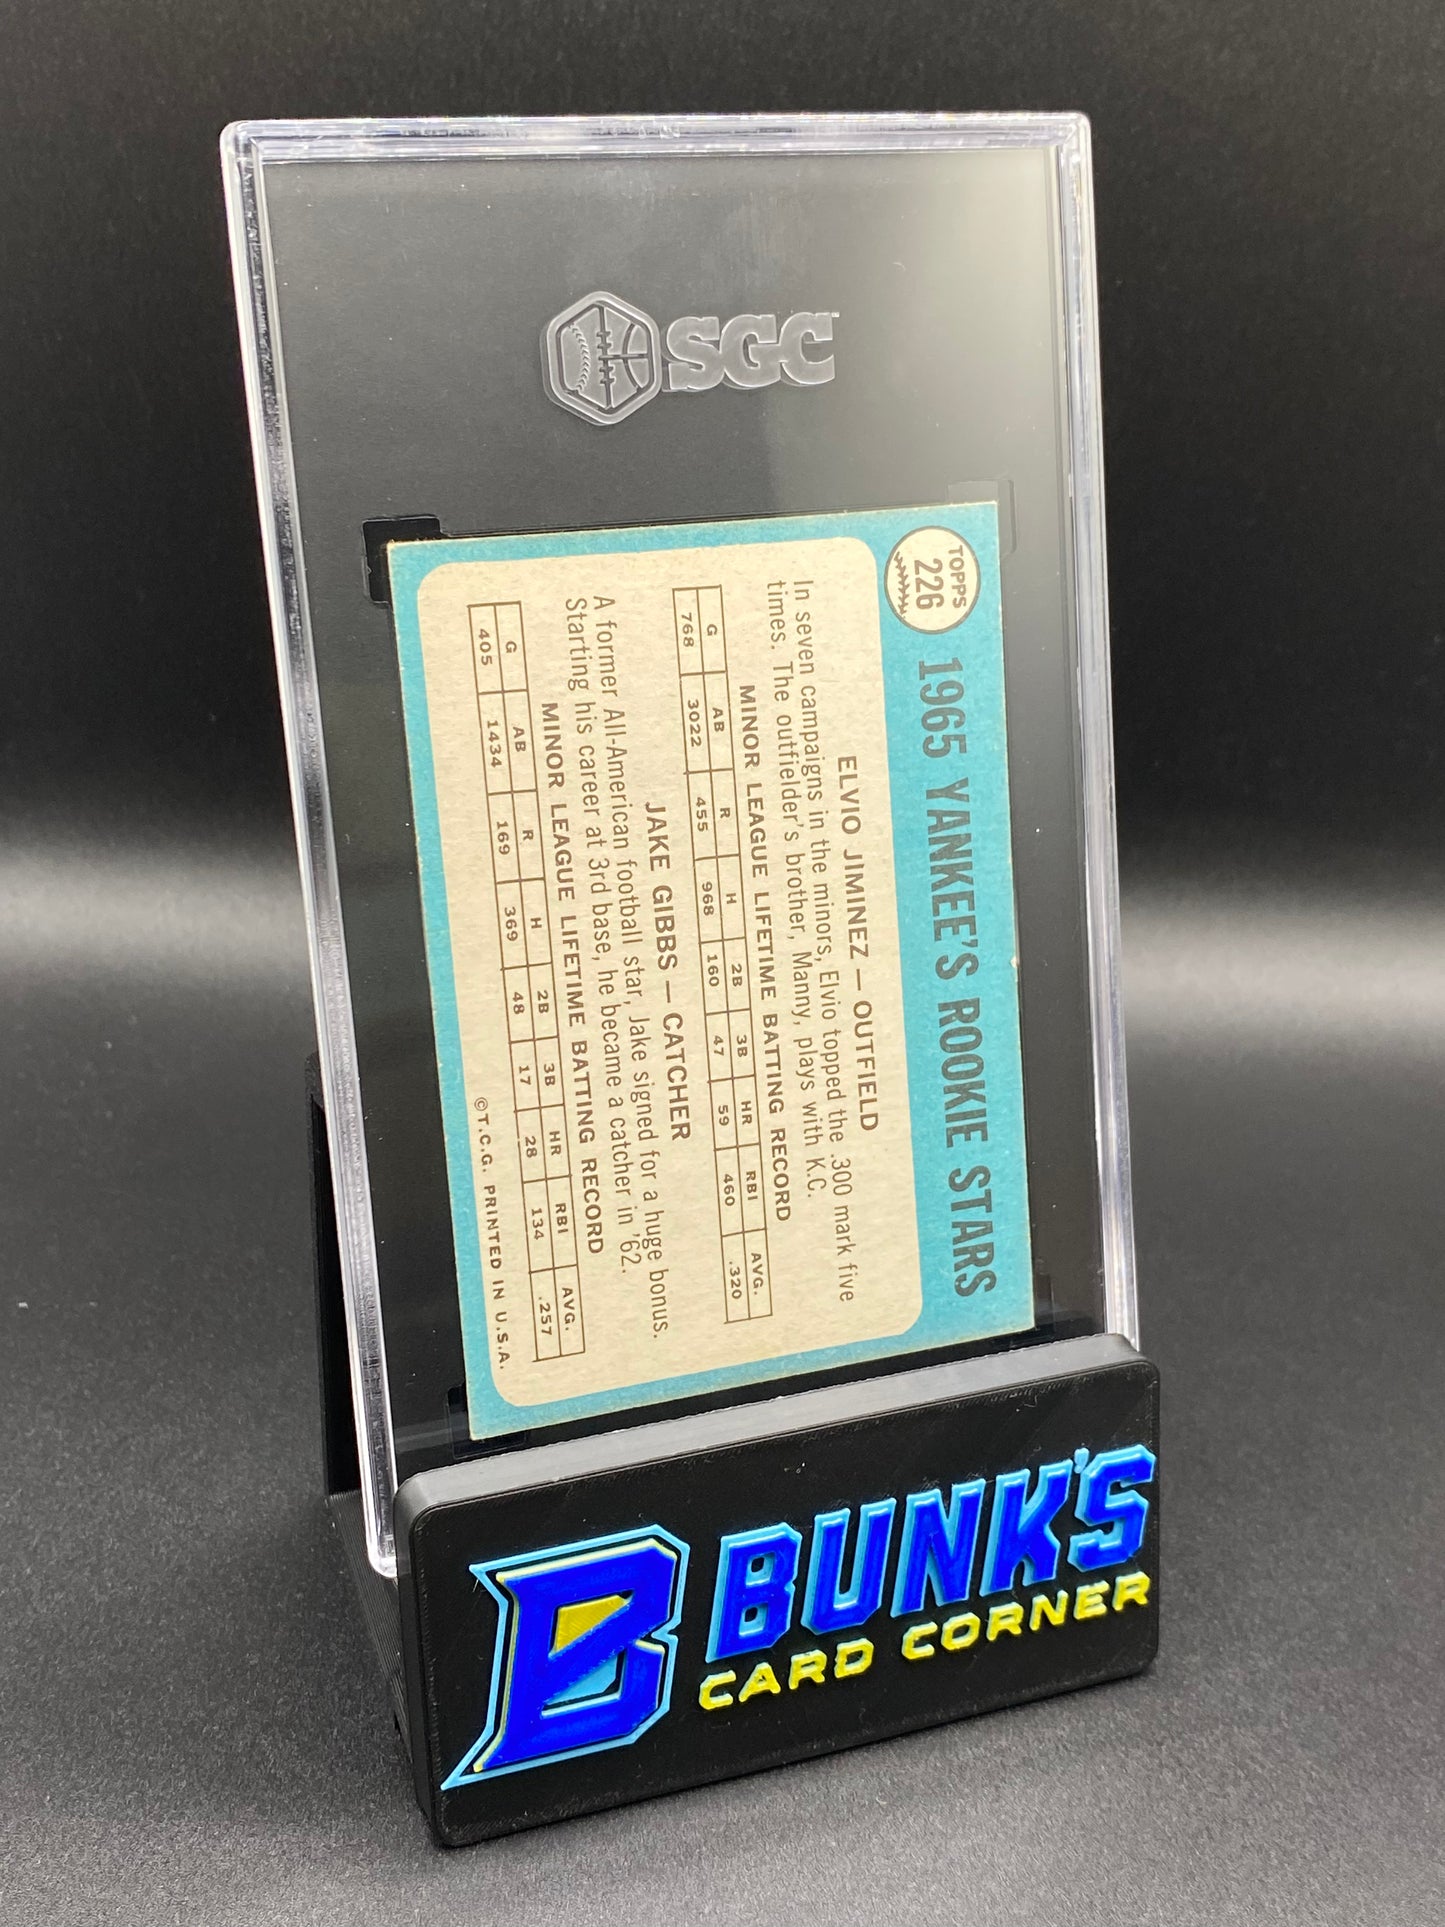 SGC
TOPPS
226
1965 YANKEE'S ROOKIE STARS
ELVIO JIMINEZ — OUTFIELD
In seven campaigns in the minors, Elvio topped the .300 mark five
times. The outfielder's brother, Manny, plays with K.C.
MINOR LEAGUE LIFETIME BATTING RECORD
G AB R H 2B 3B HR RBI AVG.
768 3022 455 968 160 47 59 460 .320
JAKE GIBBS — CATCHER
A former All-American football star, Jake signed for a huge bonus.
Starting his career at 3rd base, he became a catcher in '62.
MINOR LEAGUE LIFETIME BATTING RECORD
G AB R H 2B 3B HR RBI AVG.
405 1434 169 369 48 17 28 134 .257
©T.C.G. PRINTED IN U.S.A.
B
BUNK'S
CARD CORNER